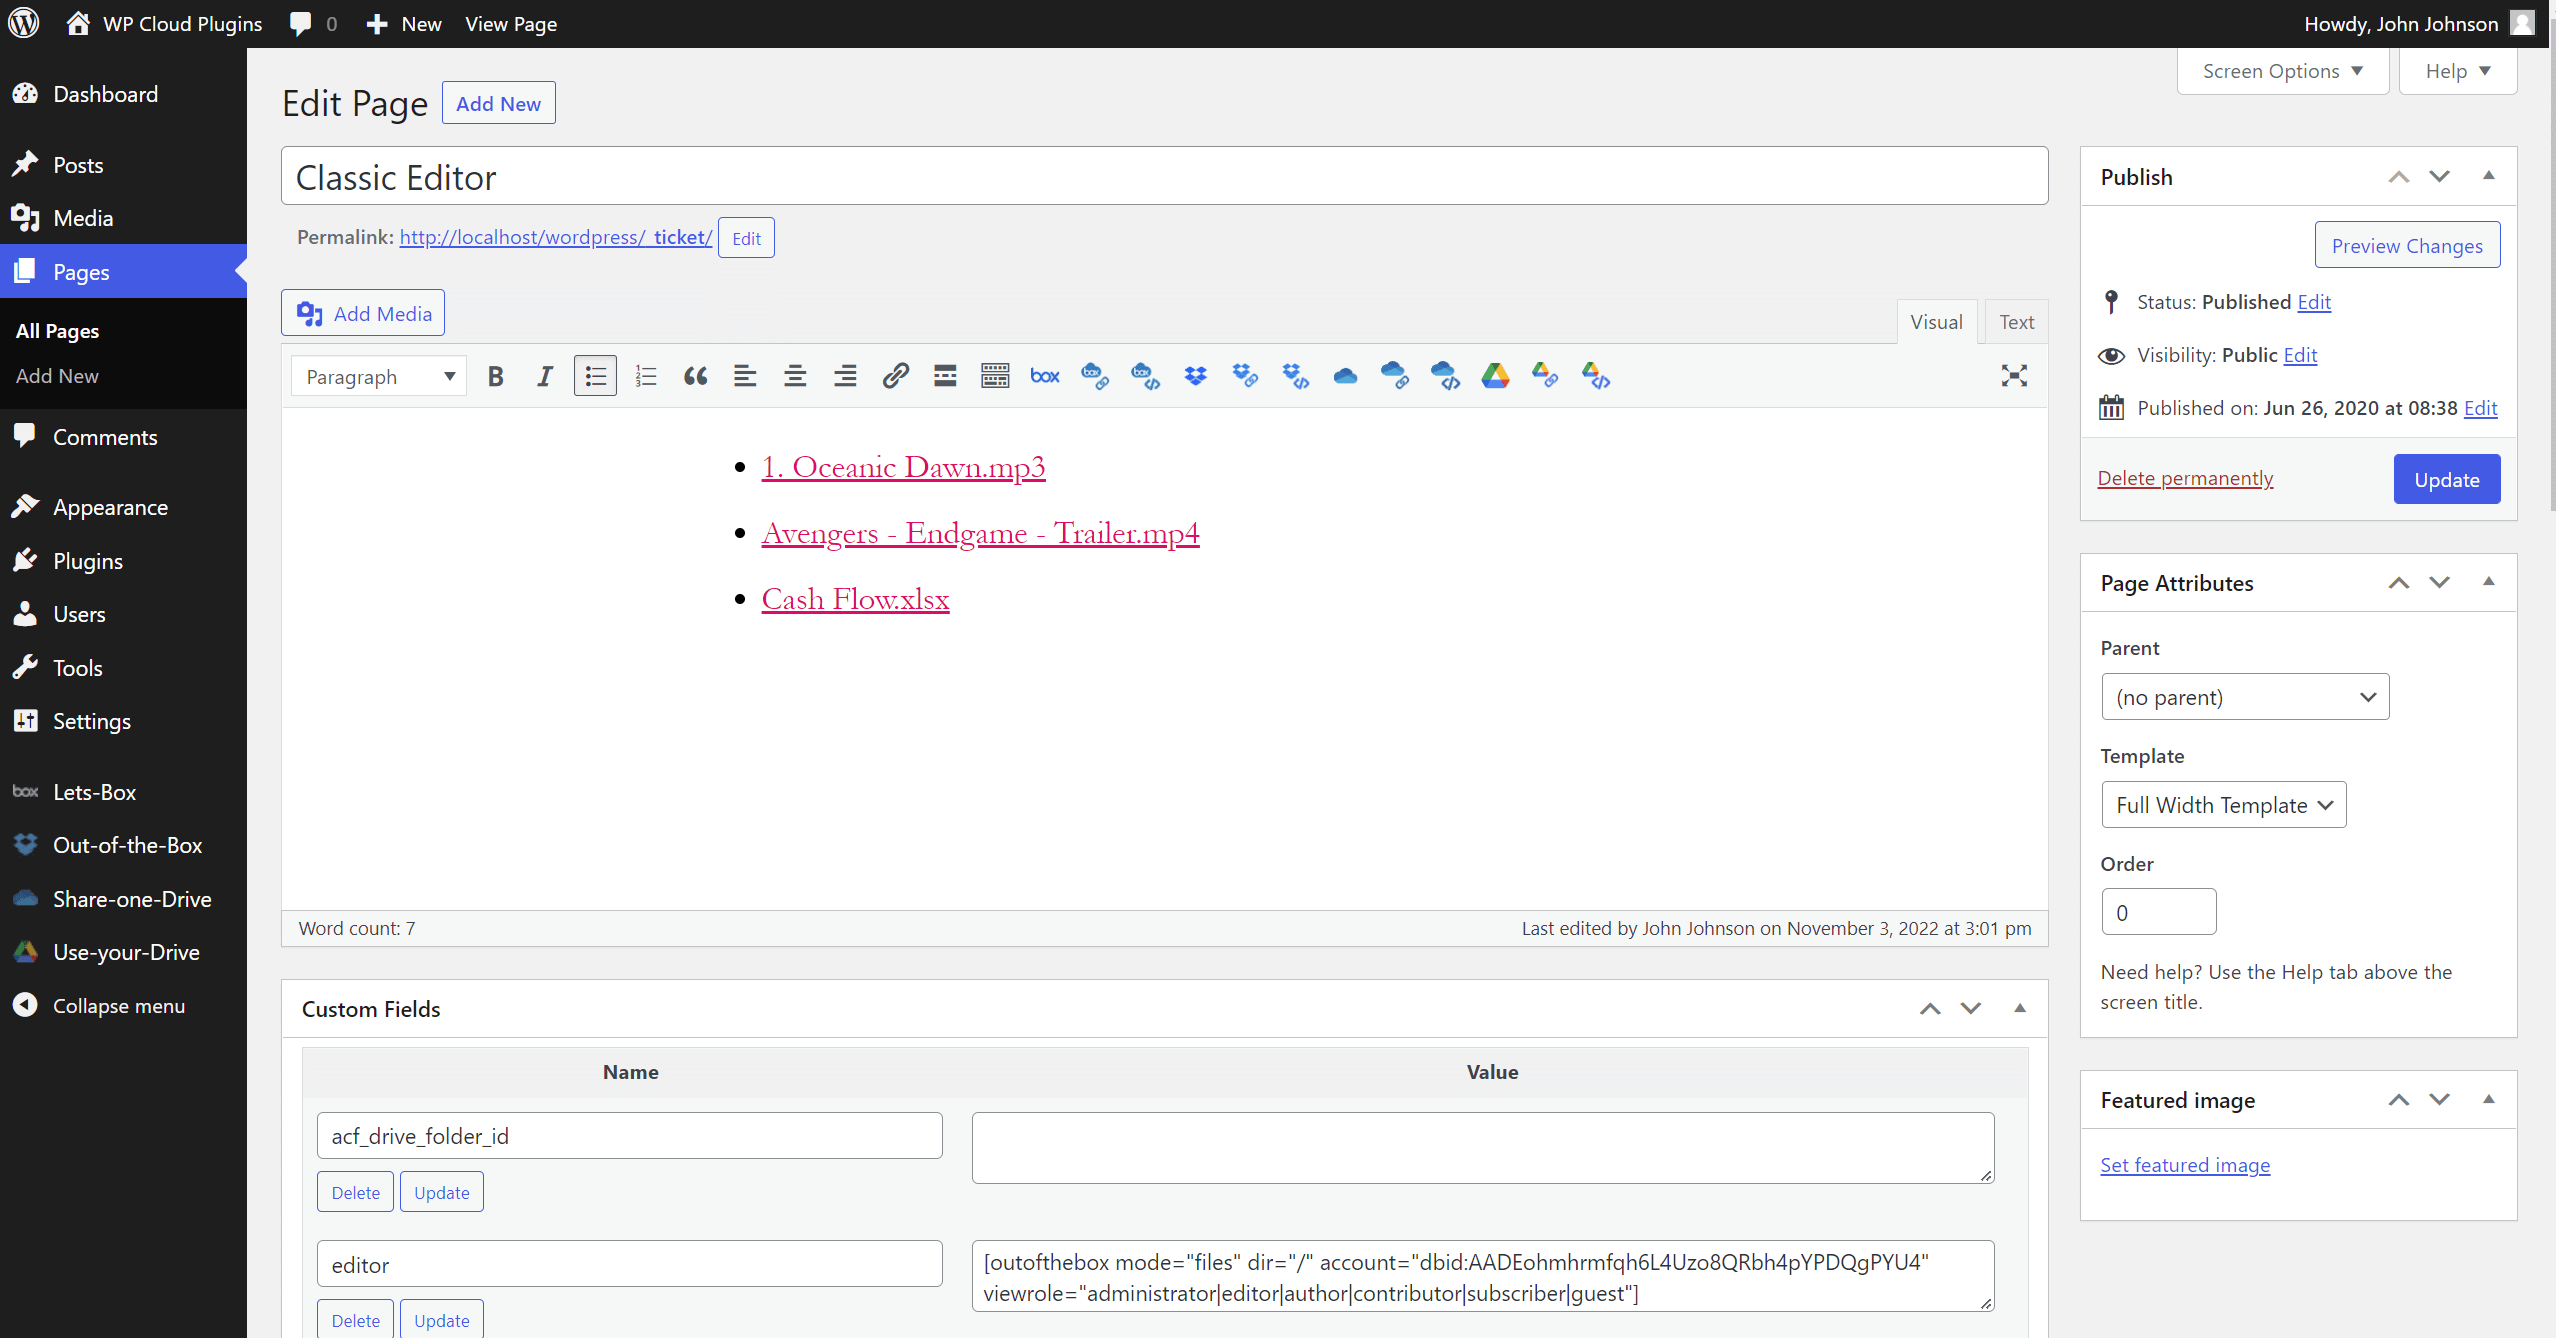 WP Cloud Plugins 0 New View Page Howdy, John Johnson
Dashboard
Posts
Media
Pages
All Pages
Add New
Comments
Appearance
Plugins
Users
Tools
Settings
box Lets-Box
Out-of-the-Box
Share-one-Drive
Use-your-Drive
Collapse menu
Screen Options Help
Edit Page Add New
Classic Editor
Permalink: http://localhost/wordpress/_ticket/ Edit
Add Media
Visual Text
Paragraph B I box
1. Oceanic Dawn.mp3
Avengers - Endgame - Trailer.mp4
Cash Flow.xlsx
Word count: 7 Last edited by John Johnson on November 3, 2022 at 3:01 pm
Custom Fields
Name Value
acf_drive_folder_id
Delete Update
editor [outofthebox mode="files" dir="/" account="dbid:AADEohmhrmfqh6L4Uzo8QRbh4pYPDQgPYU4"
viewrole="administrator|editor|author|contributor|subscriber|guest"]
Delete Update
Publish
Preview Changes
Status: Published Edit
Visibility: Public Edit
Published on: Jun 26, 2020 at 08:38 Edit
Delete permanently Update
Page Attributes
Parent
(no parent)
Template
Full Width Template
Order
0
Need help? Use the Help tab above the
screen title.
Featured image
Set featured image